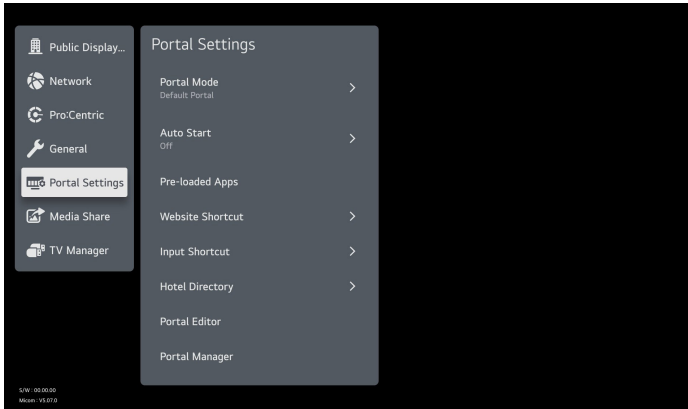 Public Display...
Network
Pro:Centric
General
Portal Settings
Media Share
TV Manager
Portal Settings
Portal Mode
Default Portal
Auto Start
Off
Pre-loaded Apps
Website Shortcut
Input Shortcut
Hotel Directory
Portal Editor
Portal Manager
S/W : 00.00.00
Micom : V5.07.0